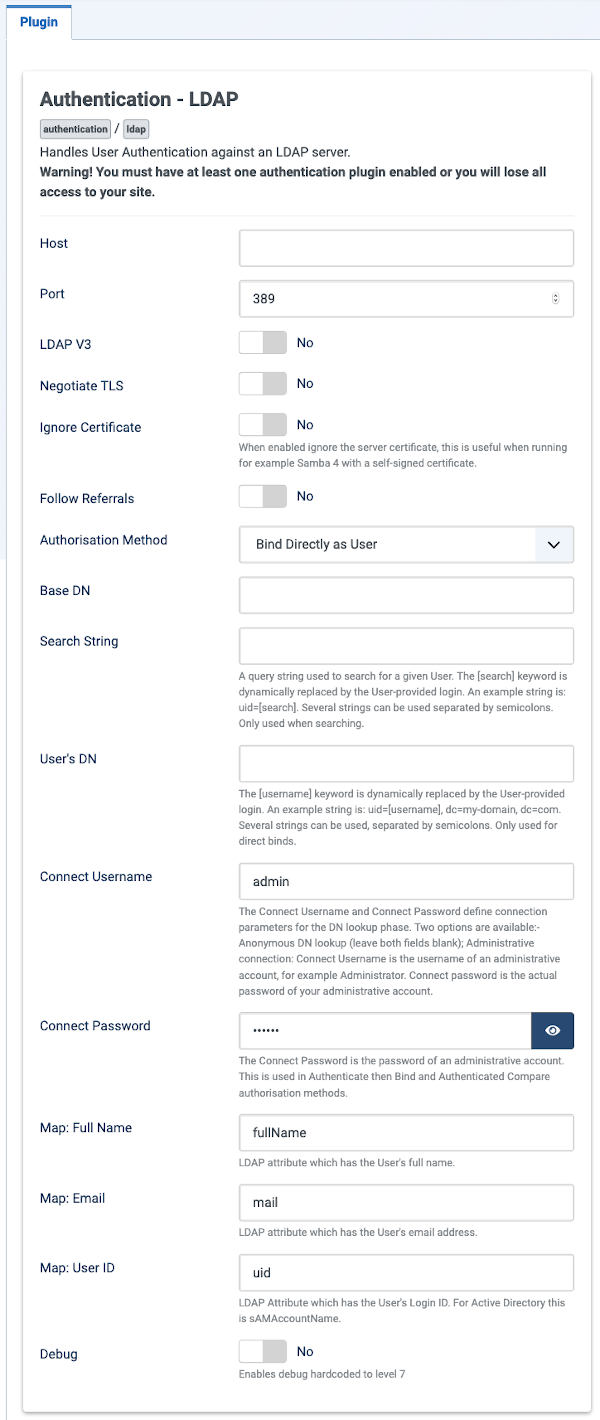 Plugin
Authentication - LDAP
authentication / ldap
Handles User Authentication against an LDAP server.
Warning! You must have at least one authentication plugin enabled or you will lose all
access to your site.
Host
Port
389
LDAP V3
No
Negotiate TLS
No
Ignore Certificate
No
When enabled ignore the server certificate, this is useful when running
for example Samba 4 with a self-signed certificate.
Follow Referrals
No
Authorisation Method
Bind Directly as User
Base DN
Search String
A query string used to search for a given User. The [search] keyword is
dynamically replaced by the User-provided login. An example string is:
uid=[search]. Several strings can be used separated by semicolons.
Only used when searching.
User's DN
The [username] keyword is dynamically replaced by the User-provided
login. An example string is: uid=[username], dc=my-domain, dc=com.
Several strings can be used, separated by semicolons. Only used for
direct binds.
Connect Username
admin
The Connect Username and Connect Password define connection
parameters for the DN lookup phase. Two options are available:-
Anonymous DN lookup (leave both fields blank); Administrative
connection: Connect Username is the username of an administrative
account, for example Administrator. Connect password is the actual
password of your administrative account.
Connect Password
••••••
The Connect Password is the password of an administrative account.
This is used in Authenticate then Bind and Authenticated Compare
authorisation methods.
Map: Full Name
fullName
LDAP attribute which has the User's full name.
Map: Email
mail
LDAP attribute which has the User's email address.
Map: User ID
uid
LDAP Attribute which has the User's Login ID. For Active Directory this
is sAMAccountName.
Debug
No
Enables debug hardcoded to level 7